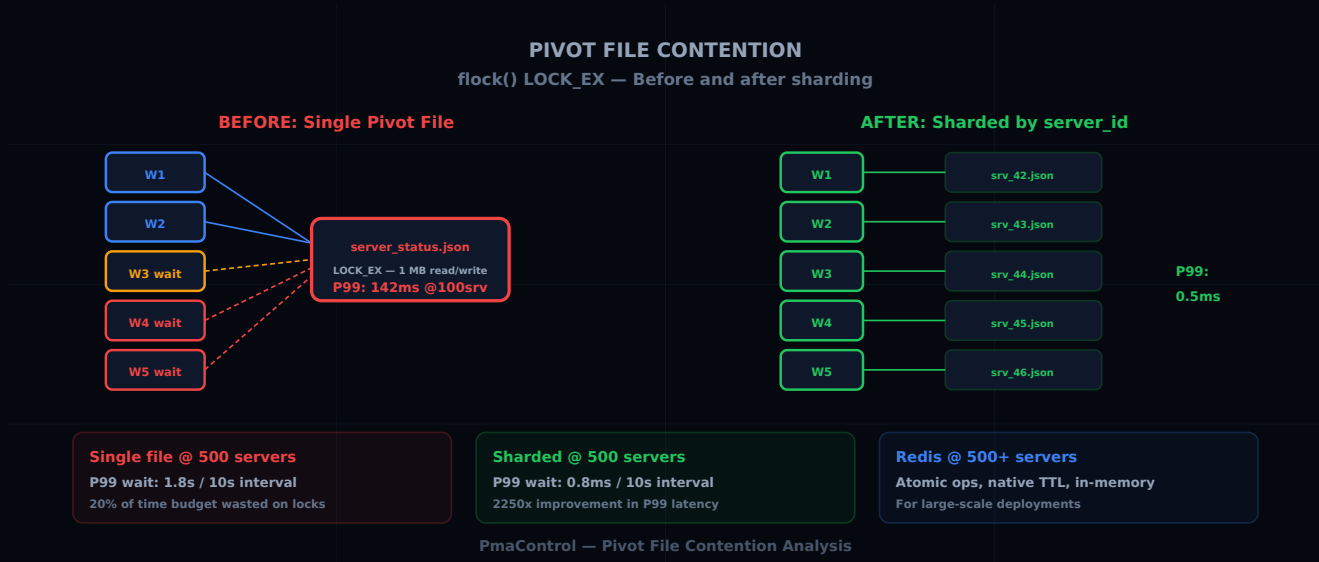 PIVOT FILE CONTENTION
flock() LOCK_EX — Before and after sharding
BEFORE: Single Pivot File
W1
W2
W3 wait
W4 wait
W5 wait
server_status.json
LOCK_EX — 1 MB read/write
P99: 142ms @100srv
AFTER: Sharded by server_id
W1
srv_42.json
W2
srv_43.json
W3
srv_44.json
W4
srv_45.json
W5
srv_46.json
P99:
0.5ms
Single file @ 500 servers
P99 wait: 1.8s / 10s interval
20% of time budget wasted on locks
Sharded @ 500 servers
P99 wait: 0.8ms / 10s interval
2250x improvement in P99 latency
Redis @ 500+ servers
Atomic ops, native TTL, in-memory
For large-scale deployments
PmaControl — Pivot File Contention Analysis